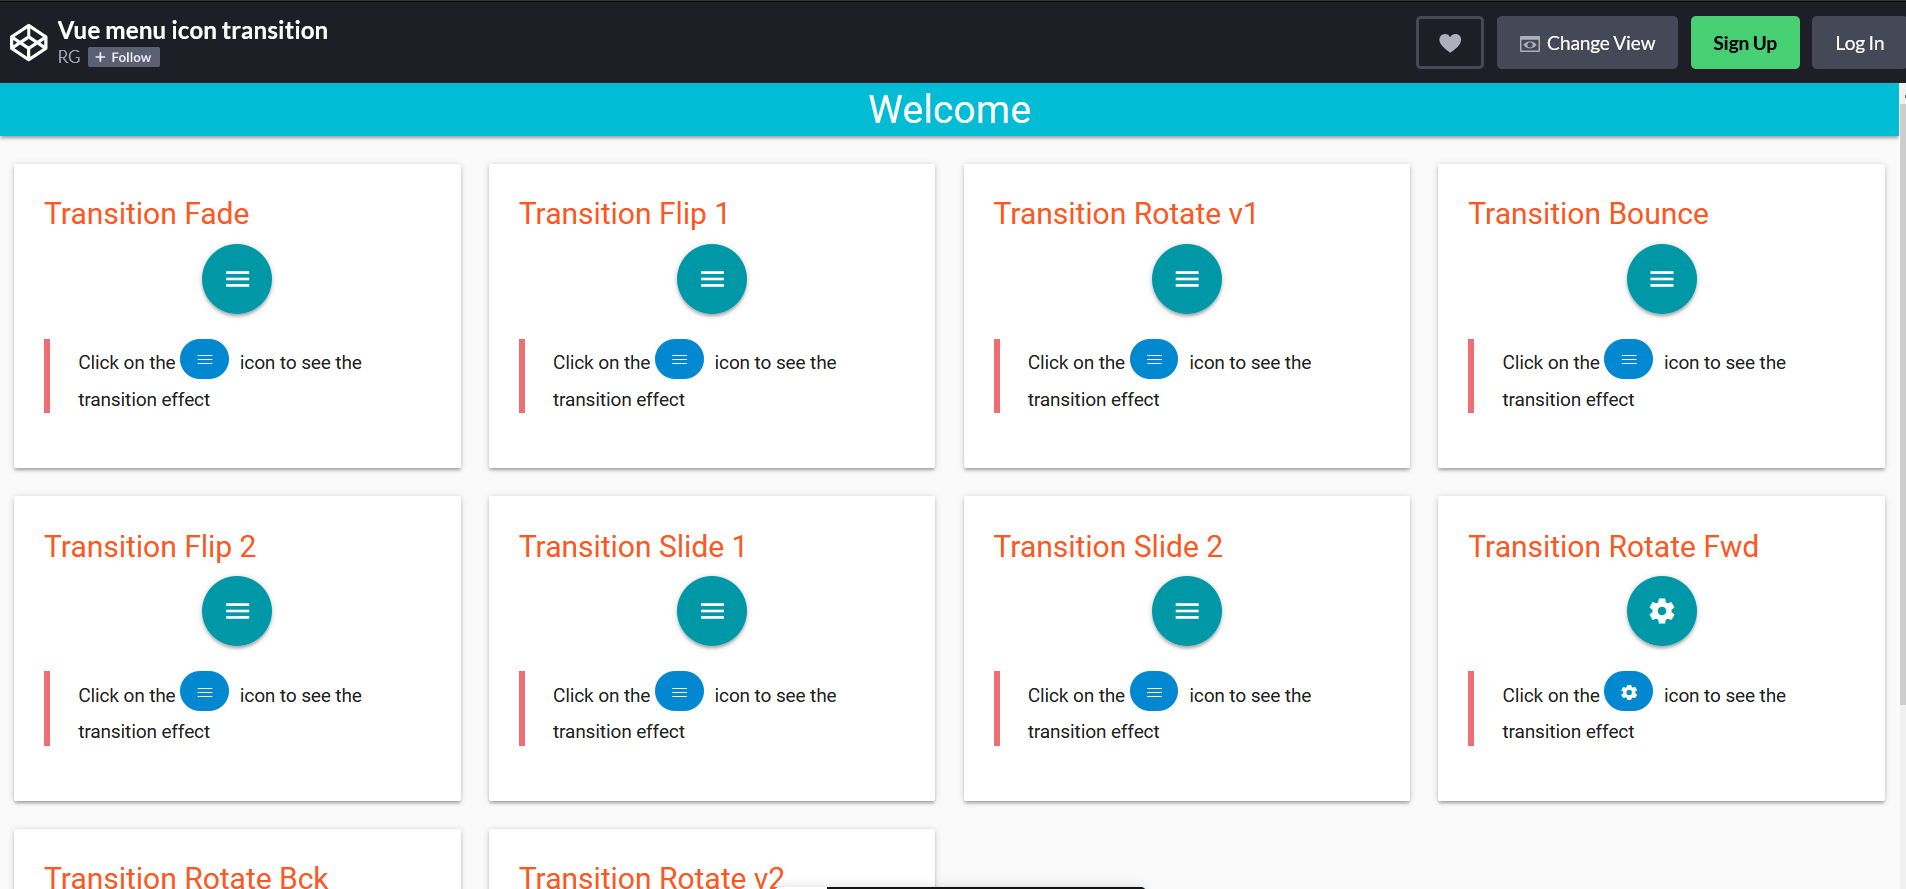 Vue menu icon transition
RG + Follow
Change View
Sign Up
Log In
Welcome
Transition Fade
Click on the icon to see the
transition effect
Transition Flip 1
Click on the icon to see the
transition effect
Transition Rotate v1
Click on the icon to see the
transition effect
Transition Bounce
Click on the icon to see the
transition effect
Transition Flip 2
Click on the icon to see the
transition effect
Transition Slide 1
Click on the icon to see the
transition effect
Transition Slide 2
Click on the icon to see the
transition effect
Transition Rotate Fwd
Click on the icon to see the
transition effect
Transition Rotate Bck
Transition Rotate v2